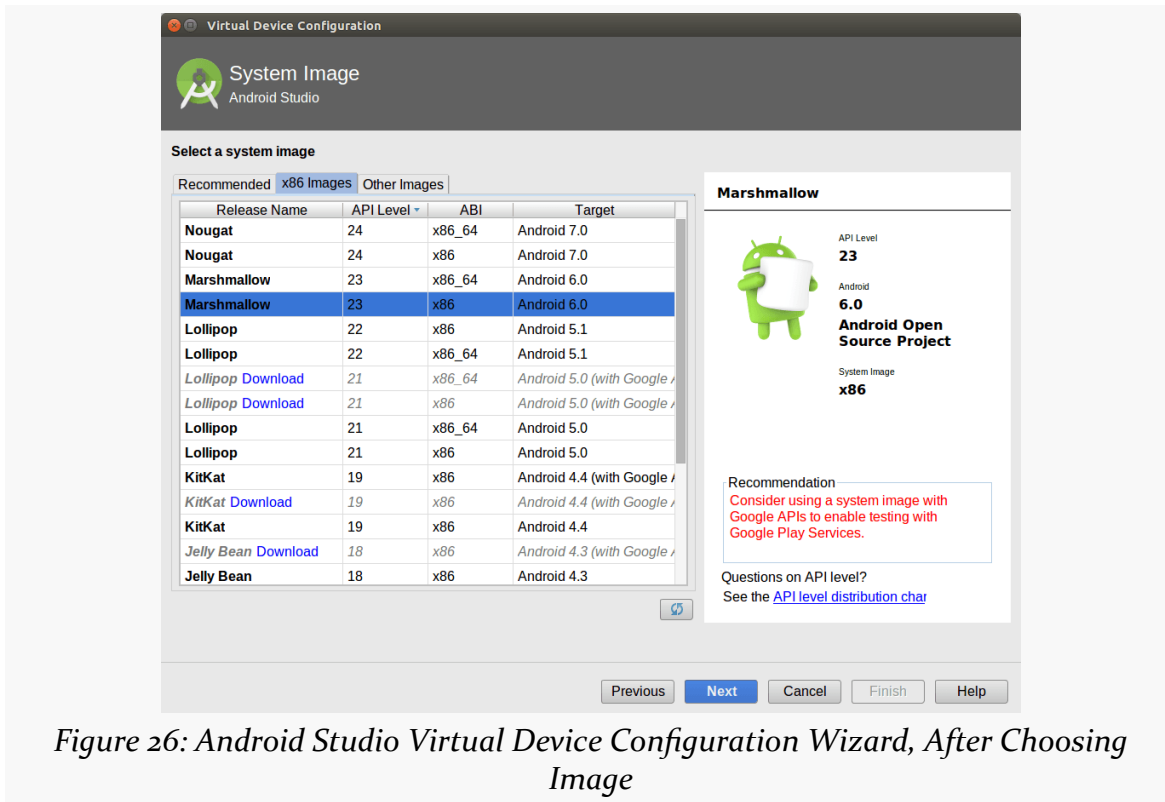 Virtual Device Configuration
System Image
Android Studio
Select a system image
Recommended x86 Images Other Images
Release Name API Level ABI Target
Nougat 24 x86_64 Android 7.0
Nougat 24 x86 Android 7.0
Marshmallow 23 x86_64 Android 6.0
Marshmallow 23 x86 Android 6.0
Lollipop 22 x86 Android 5.1
Lollipop 22 x86_64 Android 5.1
Lollipop Download 21 x86_64 Android 5.0 (with Google A
Lollipop Download 21 x86 Android 5.0 (with Google A
Lollipop 21 x86_64 Android 5.0
Lollipop 21 x86 Android 5.0
KitKat 19 x86 Android 4.4 (with Google A
KitKat Download 19 x86 Android 4.4 (with Google A
KitKat 19 x86 Android 4.4
Jelly Bean Download 18 x86 Android 4.3 (with Google A
Jelly Bean 18 x86 Android 4.3
Marshmallow
API Level
23
Android
6.0
Android Open
Source Project
System Image
x86
Recommendation
Consider using a system image with
Google APIs to enable testing with
Google Play Services.
Questions on API level?
See the API level distribution char
Previous Next Cancel Finish Help
Figure 26: Android Studio Virtual Device Configuration Wizard, After Choosing
Image